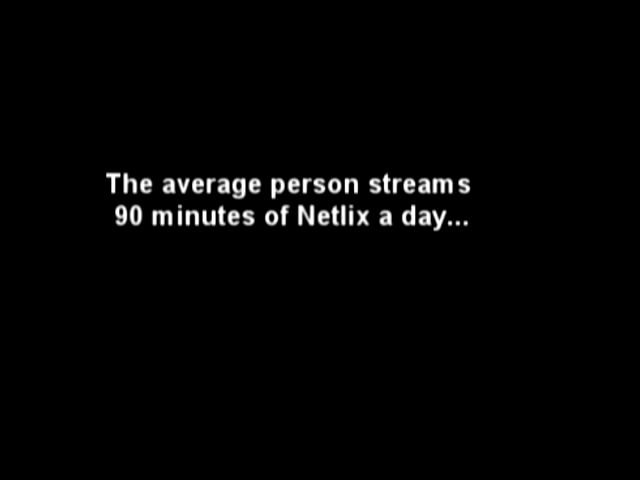 The average person streams
90 minutes of Netlix a day...